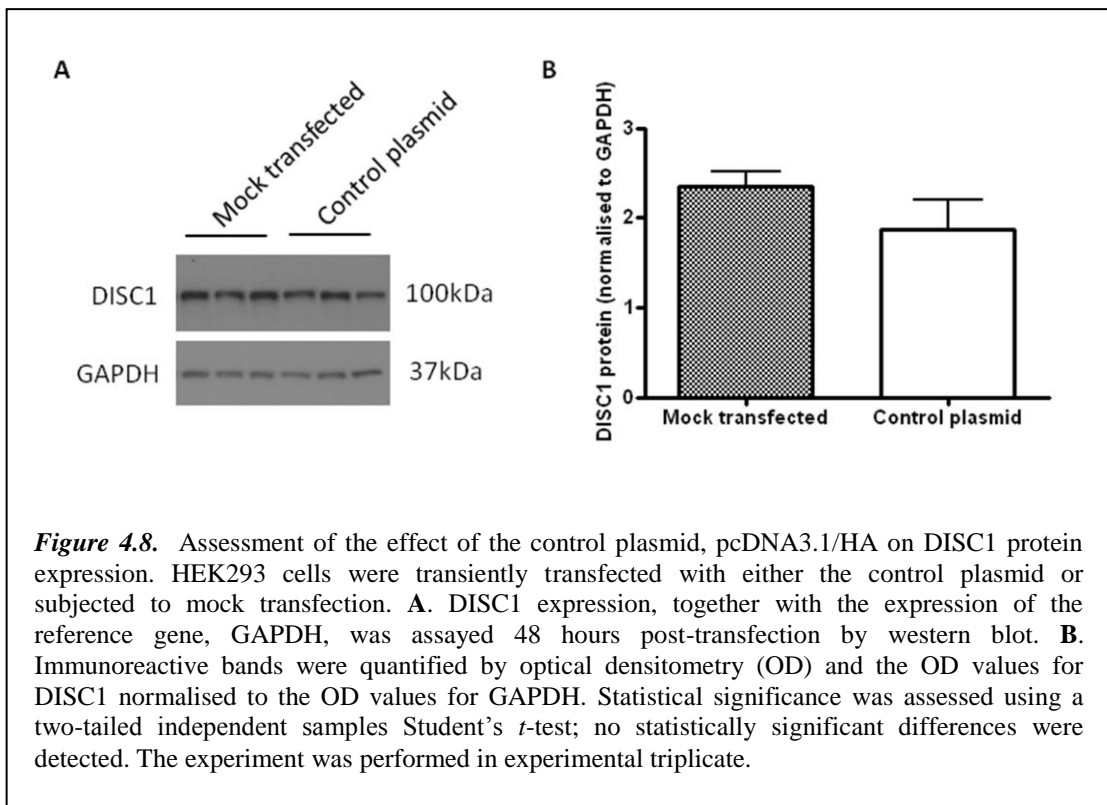 A
B
Mock transfected
Control plasmid
DISC1
100kDa
GAPDH
37kDa
DISC1 protein (normalised to GAPDH)
3
2
1
0
Mock transfected
Control plasmid
Figure 4.8. Assessment of the effect of the control plasmid, pcDNA3.1/HA on DISC1 protein
expression. HEK293 cells were transiently transfected with either the control plasmid or
subjected to mock transfection. A. DISC1 expression, together with the expression of the
reference gene, GAPDH, was assayed 48 hours post-transfection by western blot. B.
Immunoreactive bands were quantified by optical densitometry (OD) and the OD values for
DISC1 normalised to the OD values for GAPDH. Statistical significance was assessed using a
two-tailed independent samples Student’s t-test; no statistically significant differences were
detected. The experiment was performed in experimental triplicate.